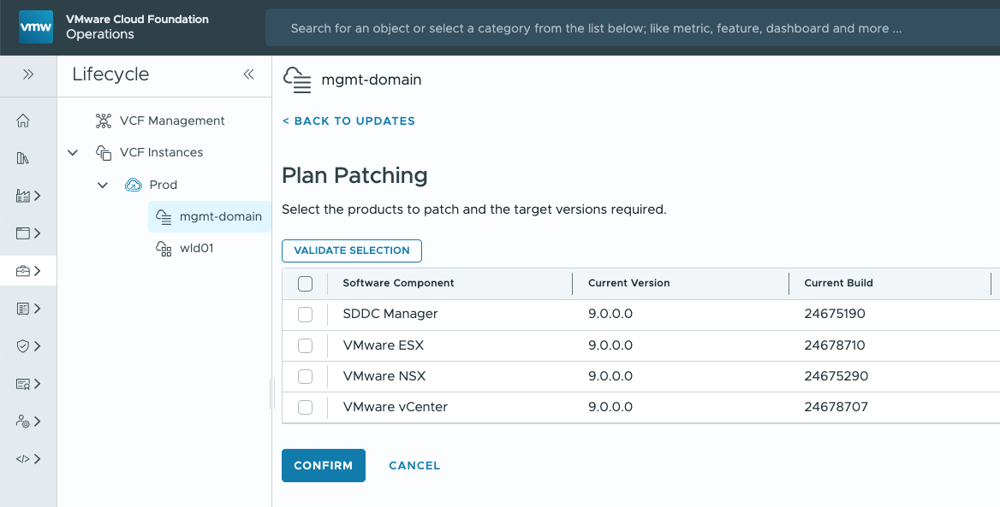 vmw
VMware Cloud Foundation
Operations
Search for an object or select a category from the list below; like metric, feature, dashboard and more ...
Lifecycle
VCF Management
VCF Instances
Prod
mgmt-domain
wld01
mgmt-domain
< BACK TO UPDATES
Plan Patching
Select the products to patch and the target versions required.
VALIDATE SELECTION
Software Component Current Version Current Build
SDDC Manager 9.0.0.0 24675190
VMware ESX 9.0.0.0 24678710
VMware NSX 9.0.0.0 24675290
VMware vCenter 9.0.0.0 24678707
CONFIRM CANCEL